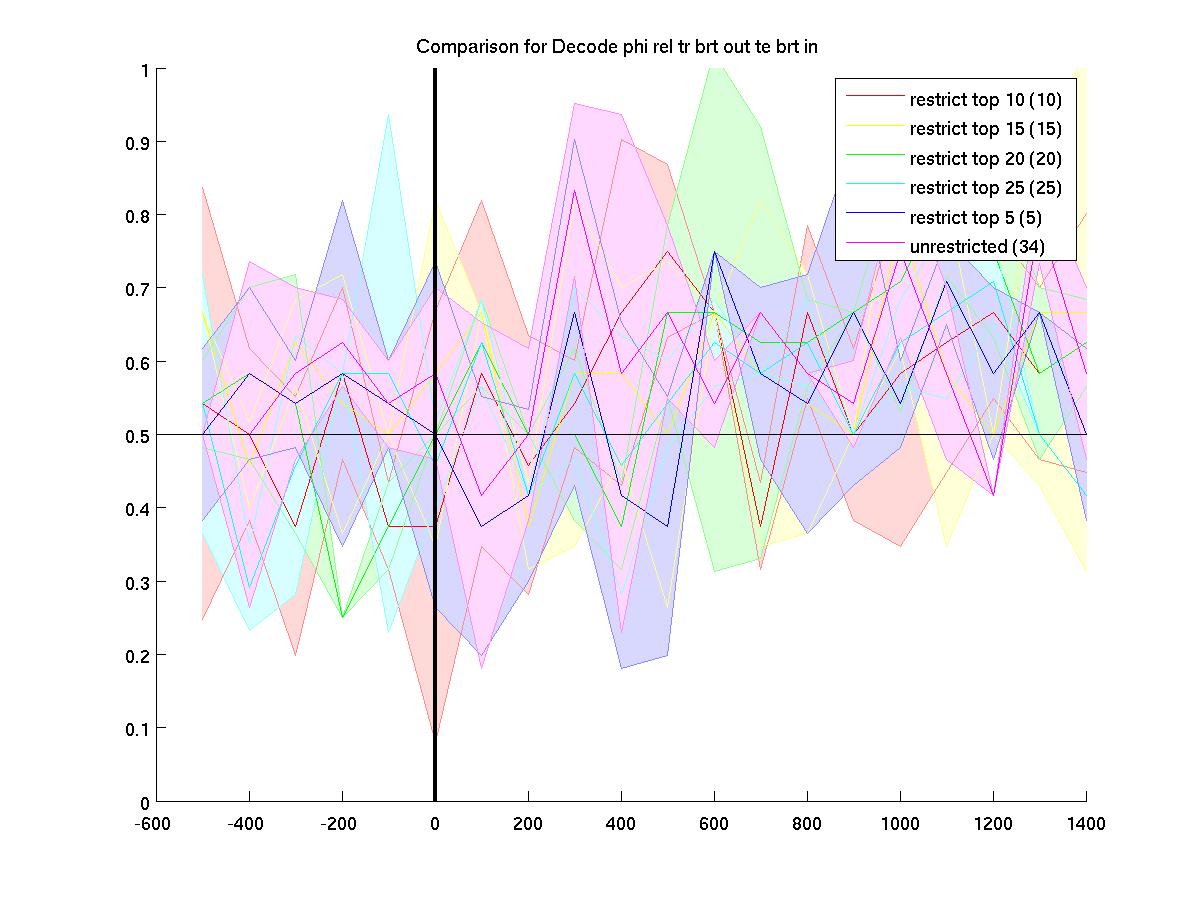 Comparison for Decode phi rel tr brt out te brt in
1
0.9
0.8
0.7
0.6
0.5
0.4
0.3
0.2
0.1
0
restrict top 10 (10)
restrict top 15 (15)
restrict top 20 (20)
restrict top 25 (25)
restrict top 5 (5)
unrestricted (34)
-600 -400 -200 0 200 400 600 800 1000 1200 1400